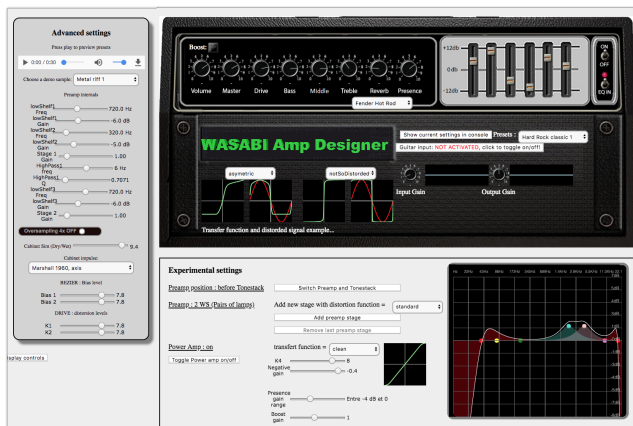 Advanced settings
Press play to preview presets
0:00 / 0:30
Choose a demo sample: Metal riff 1
Preamp internals
lowShelf1 Freq 720.0 Hz
lowShelf1 Gain -6.0 dB
lowShelf2 Freq 320.0 Hz
lowShelf2 Gain -5.0 dB
Stage 1 Gain 1.00
HighPass1 Freq 6 Hz
HighPass1 Q 0.7071
lowShelf3 Freq 720.0 Hz
lowShelf3 Gain -6.0 dB
Stage 2 Gain 1.00
Oversampling 4x OFF
Cabinet Sim (Dry/Wet) 9.4
Cabinet impulse:
Marshall 1960, axis
BEZIER : Bias level
Bias 1 7.8
Bias 2 7.8
DRIVE : distorsion levels
K1 7.8
K2 7.8
display controls
Boost:
Volume Master Drive Bass Middle Treble Reverb Presence
Fender Hot Rod
+12db
0 db
-12db
ON
OFF
EQ IN
WASABI Amp Designer
Show current settings in console Presets : Hard Rock classic 1
Guitar input: NOT ACTIVATED, click to toggle on/off!
asymetric notSoDistorded
Input Gain Output Gain
Transfer function and distorted signal example...
Experimental settings
Preamp position : before Tonestack Switch Preamp and Tonestack
Preamp : 2 WS (Pairs of lamps) Add new stage with distortion function = standard
Add preamp stage
Remove last preamp stage
Power Amp : on transfert function = clean
Toggle Power amp on/off
K4 8
Negative gain -0.4
Presence gain range Entre -4 dB et 0
Boost gain 1